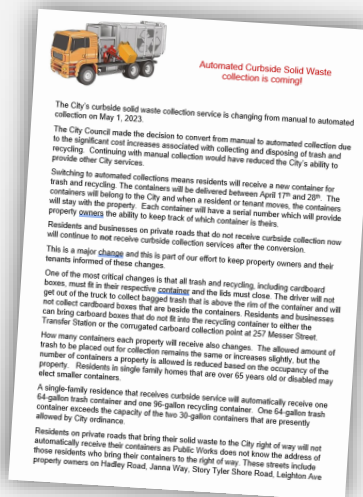 Automated Curbside Solid Waste
collection is coming!
The City's curbside solid waste collection service is changing from manual to automated
collection on May 1, 2023.
The City Council made the decision to convert from manual to automated collection due
to the significant cost increases associated with collecting and disposing of trash and
recycling. Continuing with manual collection would have reduced the City's ability to
provide other City services.
Switching to automated collections means residents will receive a new container for
trash and recycling. The containers will be delivered between April 17th and 28th. The
containers will belong to the City and when a resident or tenant moves, the containers
will stay with the property. Each container will have a serial number which will provide
property owners the ability to keep track of which container is theirs.
Residents and businesses on private roads that do not receive curbside collection now
will continue to not receive curbside collection services after the conversion.
This is a major change and this is part of our effort to keep property owners and their
tenants informed of these changes.
One of the most critical changes is that all trash and recycling, including cardboard
boxes, must fit in their respective container and the lids must close. The driver will not
get out of the truck to collect bagged trash that is above the rim of the container and will
not collect cardboard boxes that are beside the containers. Residents and businesses
can bring cardboard boxes that do not fit into the recycling container to either the
Transfer Station or the corrugated carboard collection point at 257 Messer Street.
How many containers each property will receive also changes. The allowed amount of
trash to be placed out for collection remains the same or increases slightly, but the
number of containers a property is allowed is reduced based on the occupancy of the
property. Residents in single family homes that are over 65 years old or disabled may
elect smaller containers.
A single-family residence that receives curbside will automatically receive one
64-gallon trash container and one 96-gallon recycling container. One 64-gallon trash
container exceeds the capacity of the two 30-gallon containers that are presently
allowed by City ordinance.
Residents on private roads that bring their solid waste to the City right of way will not
automatically receive their containers as Public Works does not know the address of
those residents who bring their containers to the right of way. These streets include
property owners on Hadley Road, Janna Way, Story Tyler Shore Road, Leighton Ave